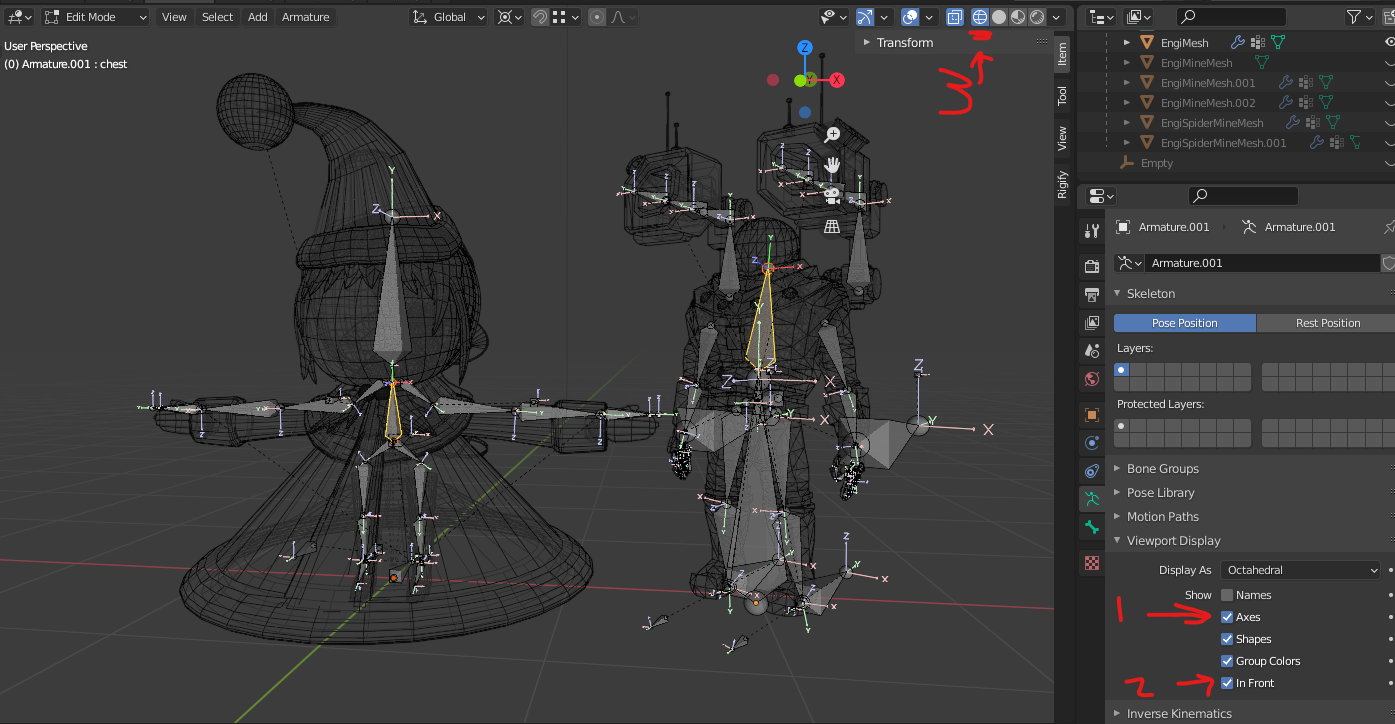 Edit Mode View Select Add Armature Global
User Perspective
(0) Armature.001 : chest
Transform
Item
Tool
View
Rigify
3
EngiMesh
EngiMineMesh
EngiMineMesh.001
EngiMineMesh.002
EngiSpiderMineMesh
EngiSpiderMineMesh.001
Empty
Armature.001 Armature.001
Armature.001
Skeleton
Pose Position Rest Position
Layers:
Protected Layers:
Bone Groups
Pose Library
Motion Paths
Viewport Display
Display As Octahedral
Show Names
1 Axes
Shapes
Group Colors
2 In Front
Inverse Kinematics